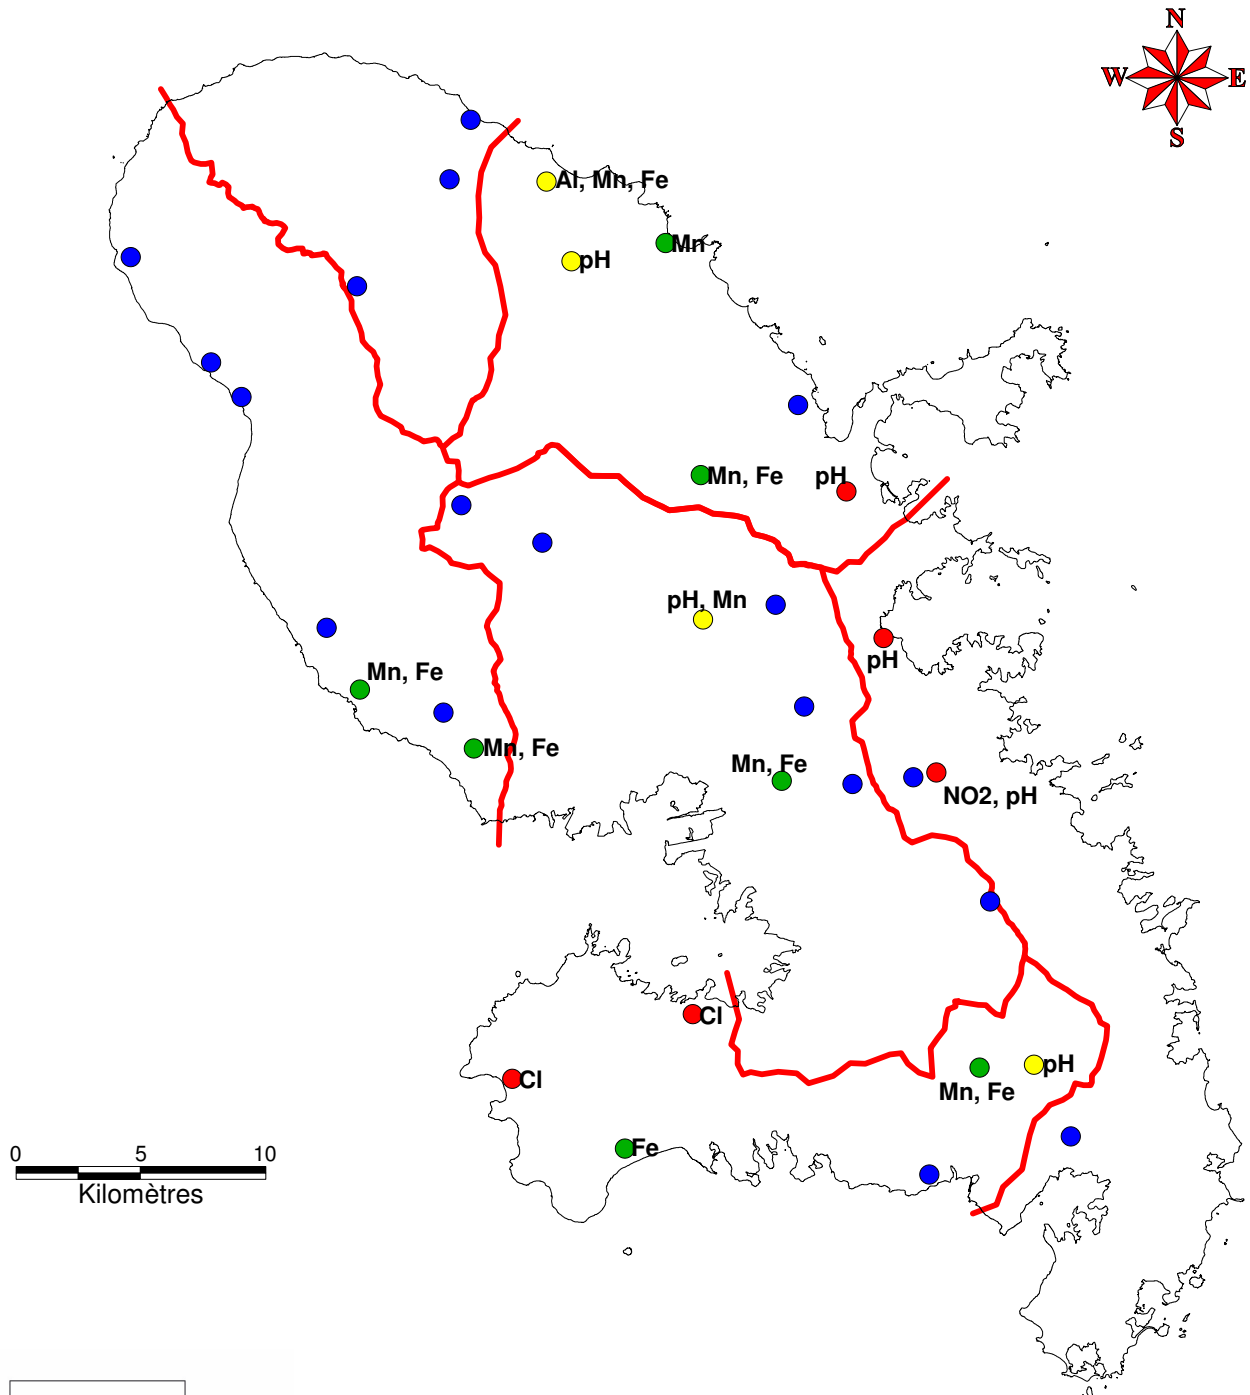 N
W E
S
Al, Mn, Fe
Mn
pH
Mn, Fe
pH
pH, Mn
pH
Mn, Fe
Mn, Fe
Mn, Fe
NO2, pH
Cl
Cl
pH
Mn, Fe
Fe
0 5 10
Kilomètres